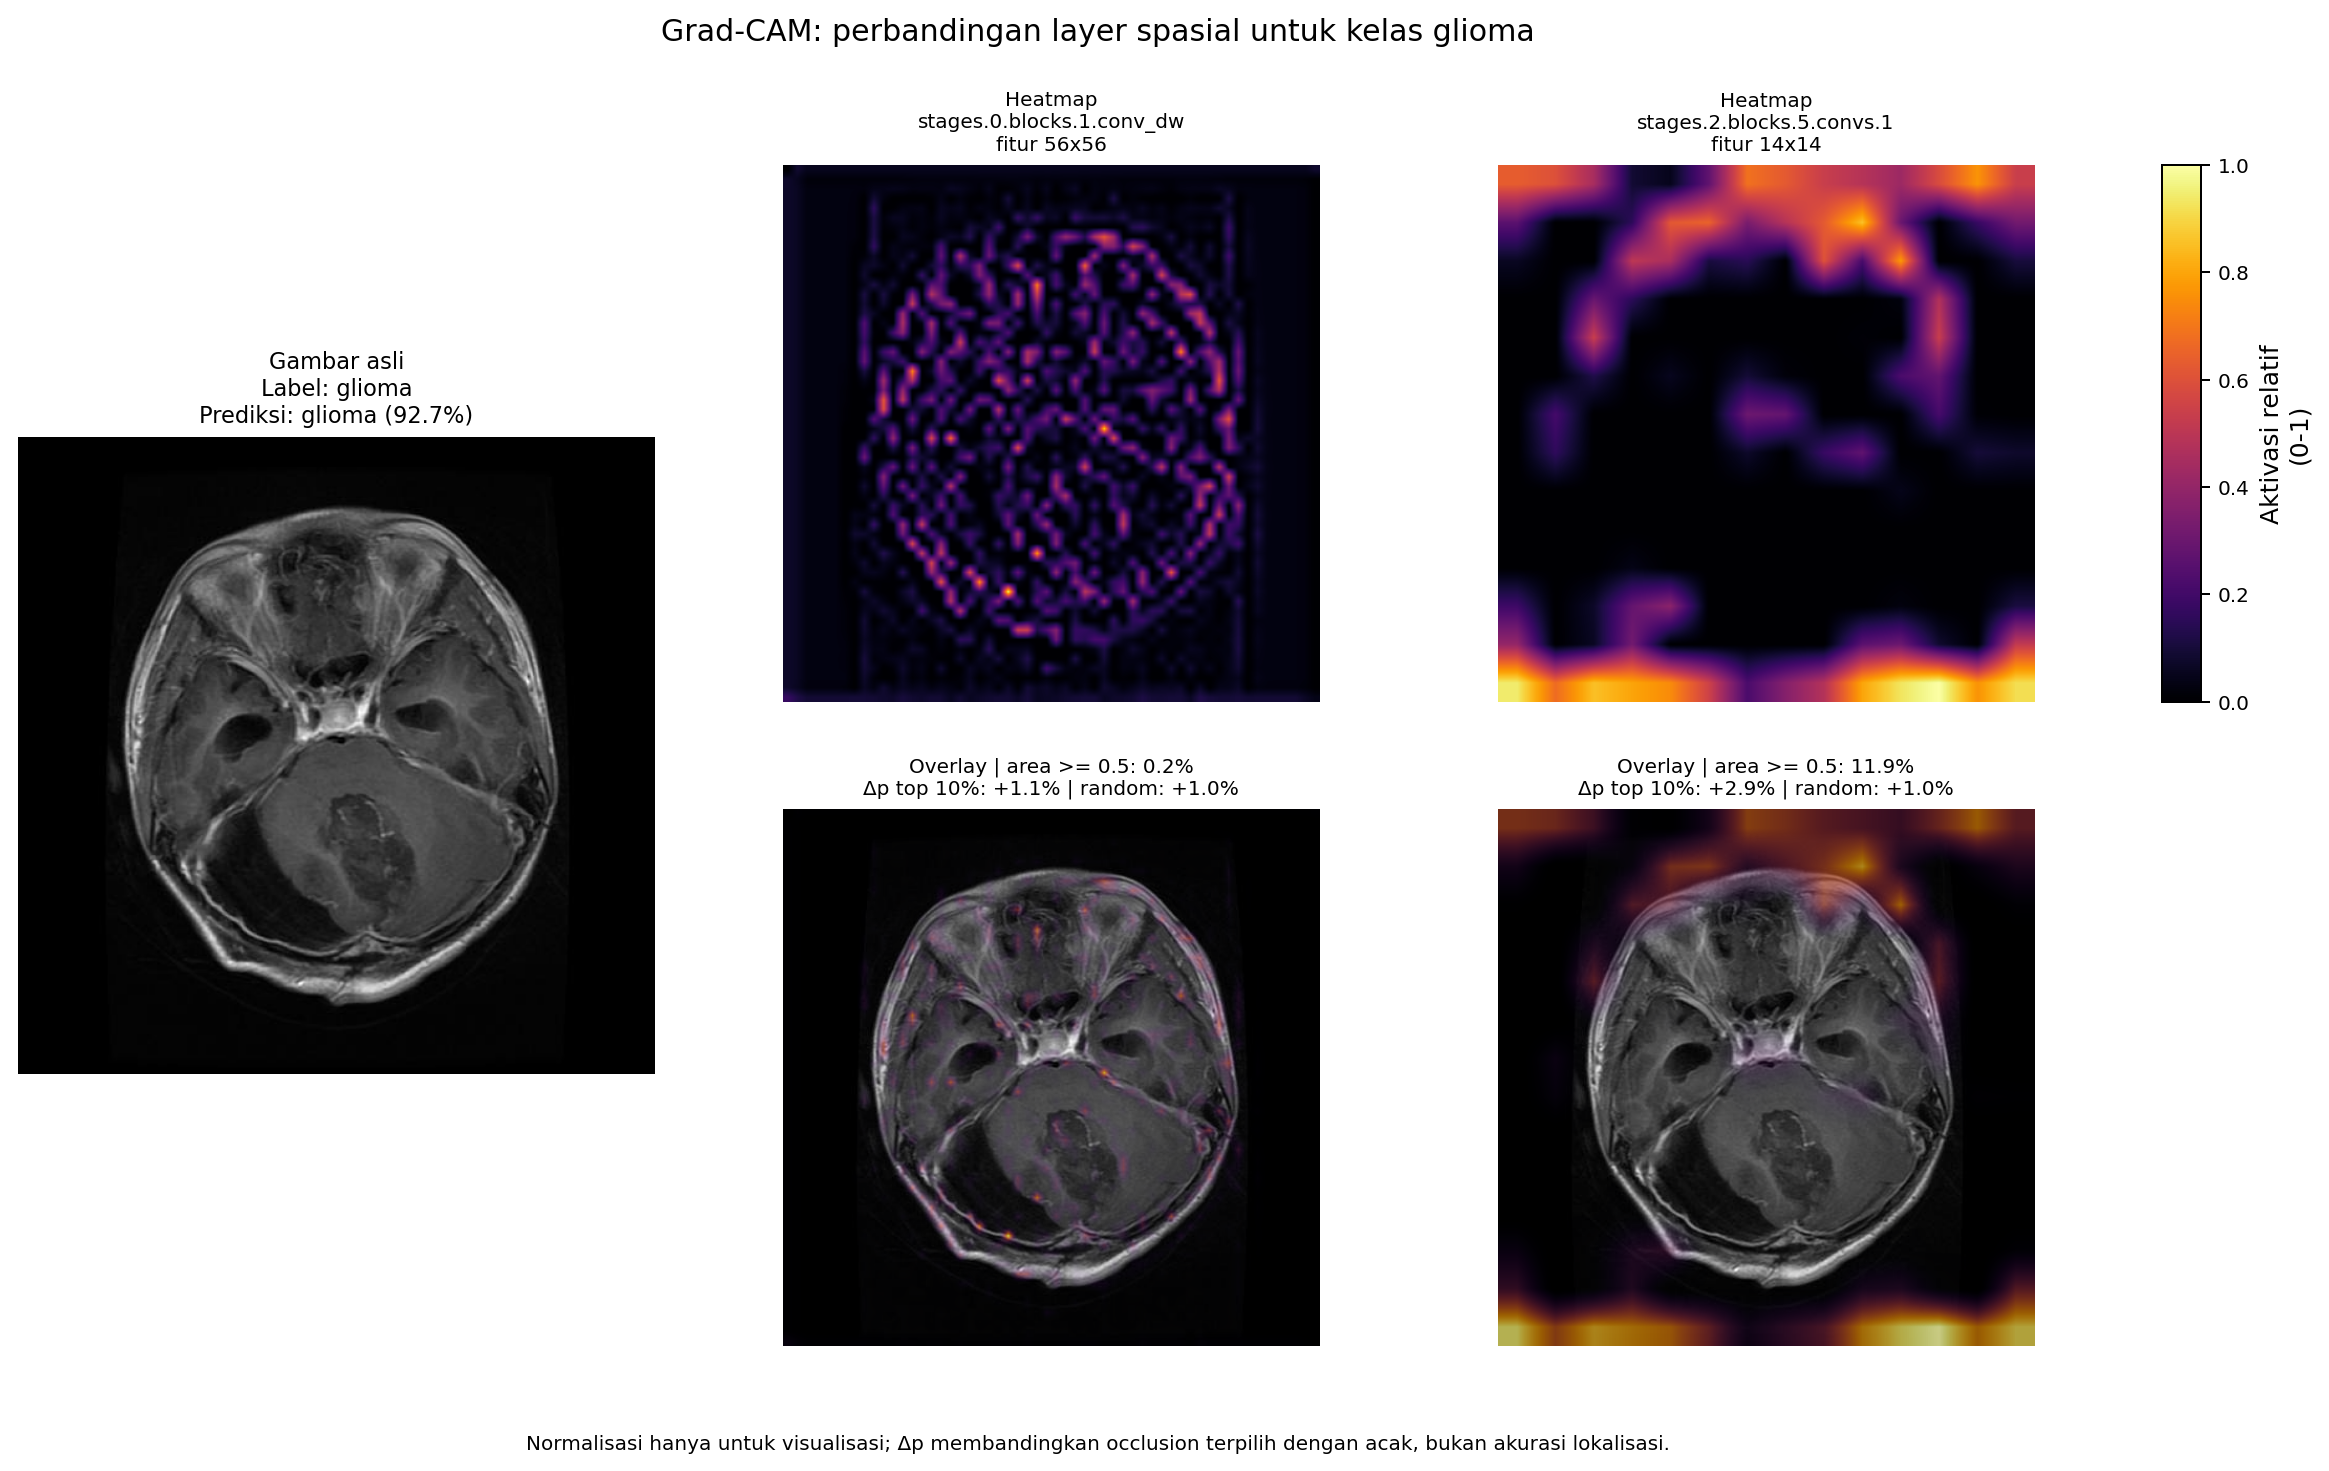 Grad-CAM: perbandingan layer spasial untuk kelas glioma
Gambar asli
Label: glioma
Prediksi: glioma (92.7%)
Heatmap
stages.0.blocks.1.conv_dw
fitur 56x56
Heatmap
stages.2.blocks.5.convs.1
fitur 14x14
1.0
0.8
0.6
0.4
0.2
0.0
Aktivasi relatif
(0-1)
Overlay | area >= 0.5: 0.2%
Δp top 10%: +1.1% | random: +1.0%
Overlay | area >= 0.5: 11.9%
Δp top 10%: +2.9% | random: +1.0%
Normalisasi hanya untuk visualisasi; Δp membandingkan occlusion terpilih dengan acak, bukan akurasi lokalisasi.